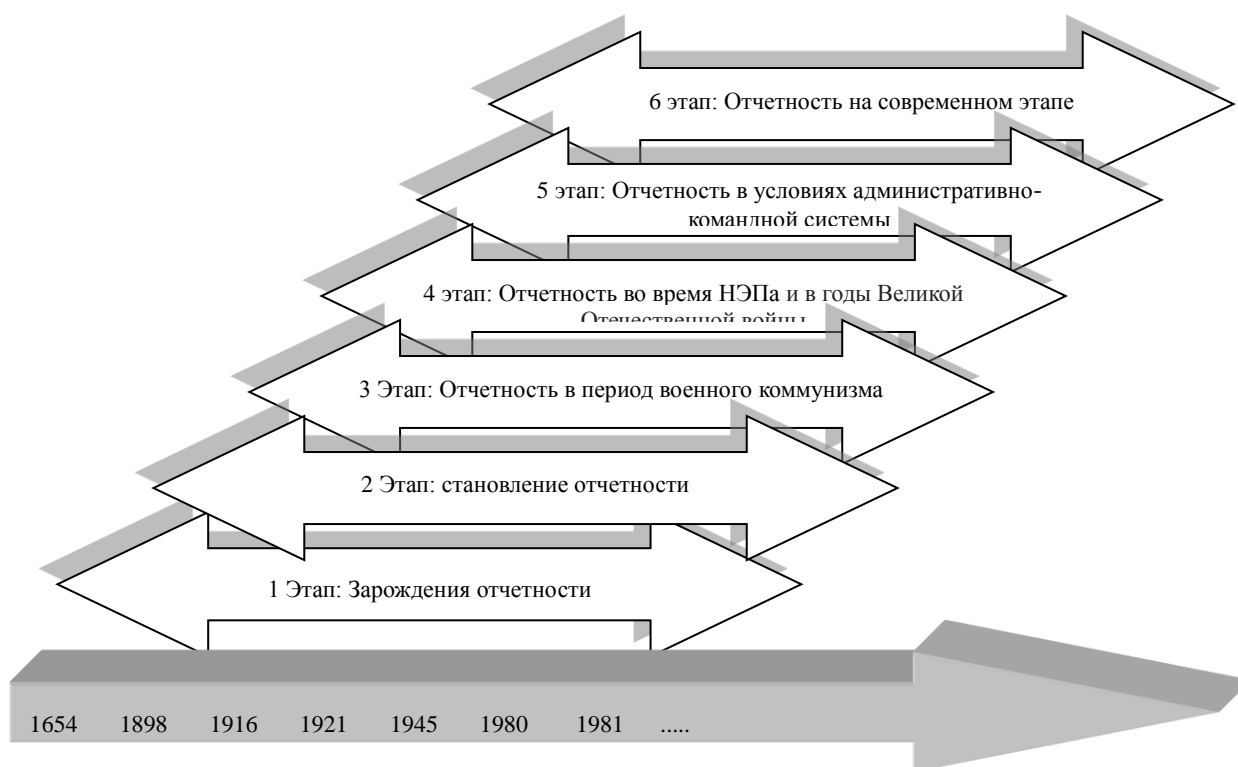 6 этап: Отчетность на современном этапе
5 этап: Отчетность в условиях административно-
командной системы
4 этап: Отчетность во время НЭПа и в годы Великой
Отечественной войны
3 Этап: Отчетность в период военного коммунизма
2 Этап: становление отчетности
1 Этап: Зарождения отчетности
1654 1898 1916 1921 1945 1980 1981 .....